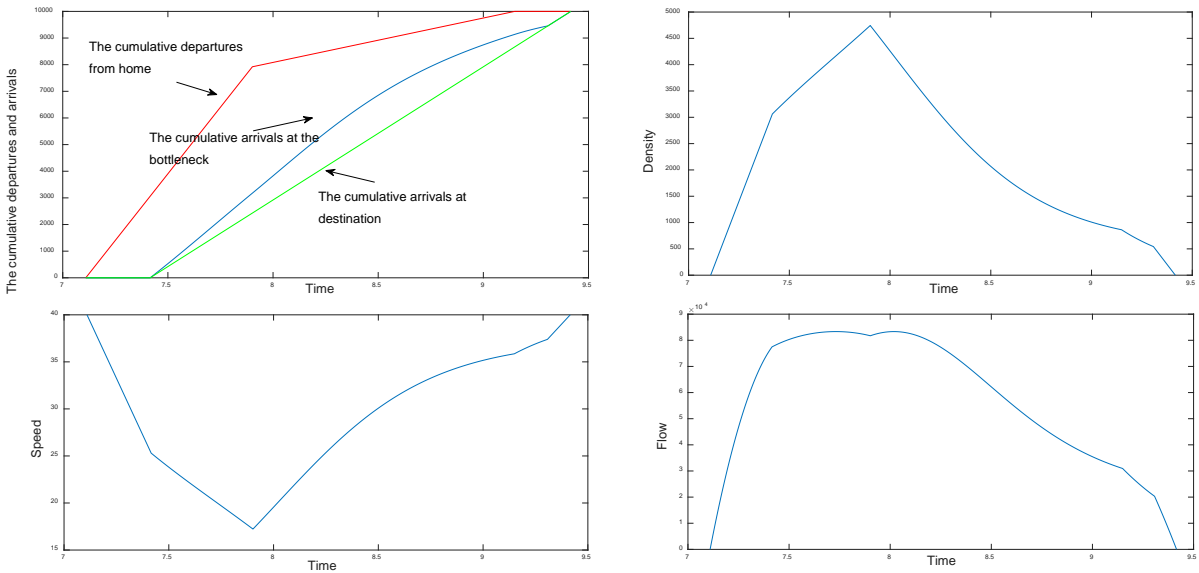 The cumulative departures and arrivals
10000
9000
8000
7000
6000
5000
4000
3000
2000
1000
0
The cumulative departures
from home
The cumulative arrivals at the
bottleneck
The cumulative arrivals at
destination
7 7.5 8 8.5 9 9.5
Time
Density
5000
4500
4000
3500
3000
2500
2000
1500
1000
500
0
7 7.5 8 8.5 9 9.5
Time
Speed
40
35
30
25
20
15
7 7.5 8 8.5 9 9.5
Time
Flow
× 10 4
9
8
7
6
5
4
3
2
1
0
7 7.5 8 8.5 9 9.5
Time